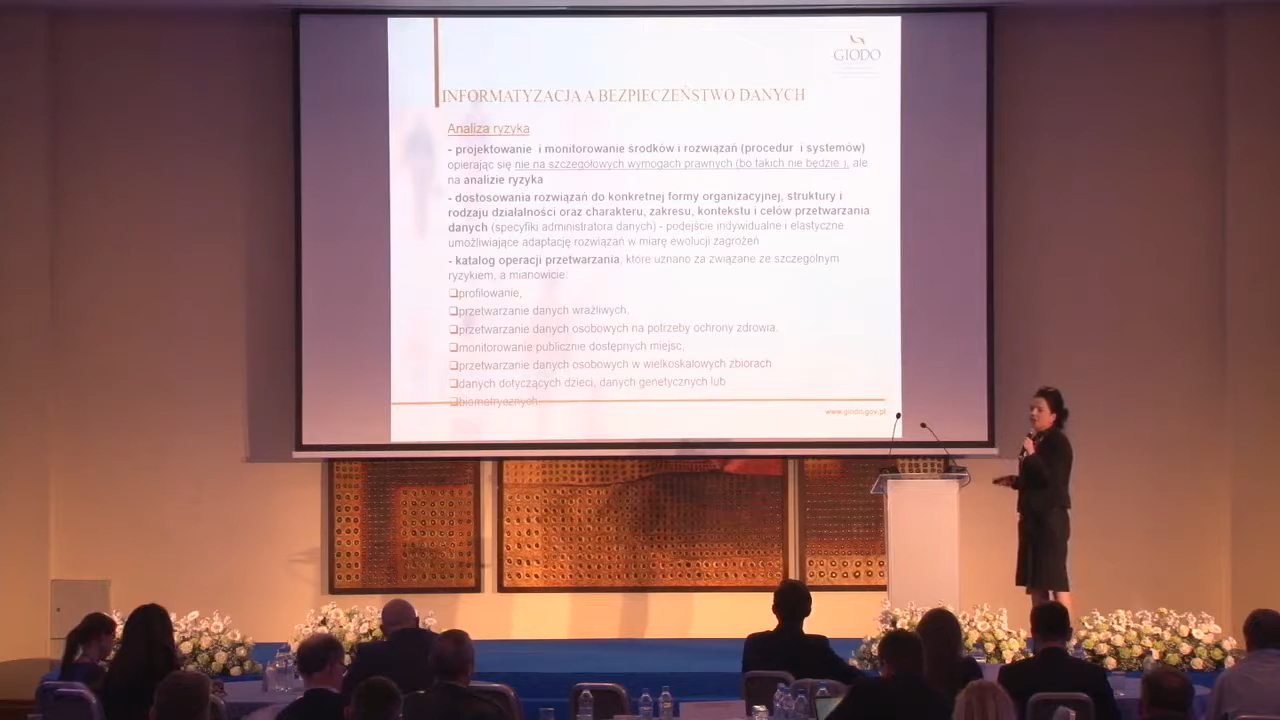 GIODO
INFORMATYZACJA A BEZPIECZEŃSTWO DANYCH
Analiza ryzyka
- projektowanie i monitorowanie środków i rozwiązań (procedur i systemów)
opierając się nie na szczegółowych wymogach prawnych (bo takich nie będzie ), ale
na analizie ryzyka
- dostosowania rozwiązań do konkretnej formy organizacyjnej, struktury i
rodzaju działalności oraz charakteru, zakresu, kontekstu i celów przetwarzania
danych (specyfiki administratora danych) - podejście indywidualne i elastyczne
umożliwiające adaptację rozwiązań w miarę ewolucji zagrożeń
- katalog operacji przetwarzania, które uznano za związane ze szczególnym
ryzykiem, a mianowicie:
❑profilowanie,
❑przetwarzanie danych wrażliwych,
❑przetwarzanie danych osobowych na potrzeby ochrony zdrowia,
❑monitorowanie publicznie dostępnych miejsc,
❑przetwarzanie danych osobowych w wielkoskalowych zbiorach
❑danych dotyczących dzieci, danych genetycznych lub
❑biometrycznych.
www.giodo.gov.pl